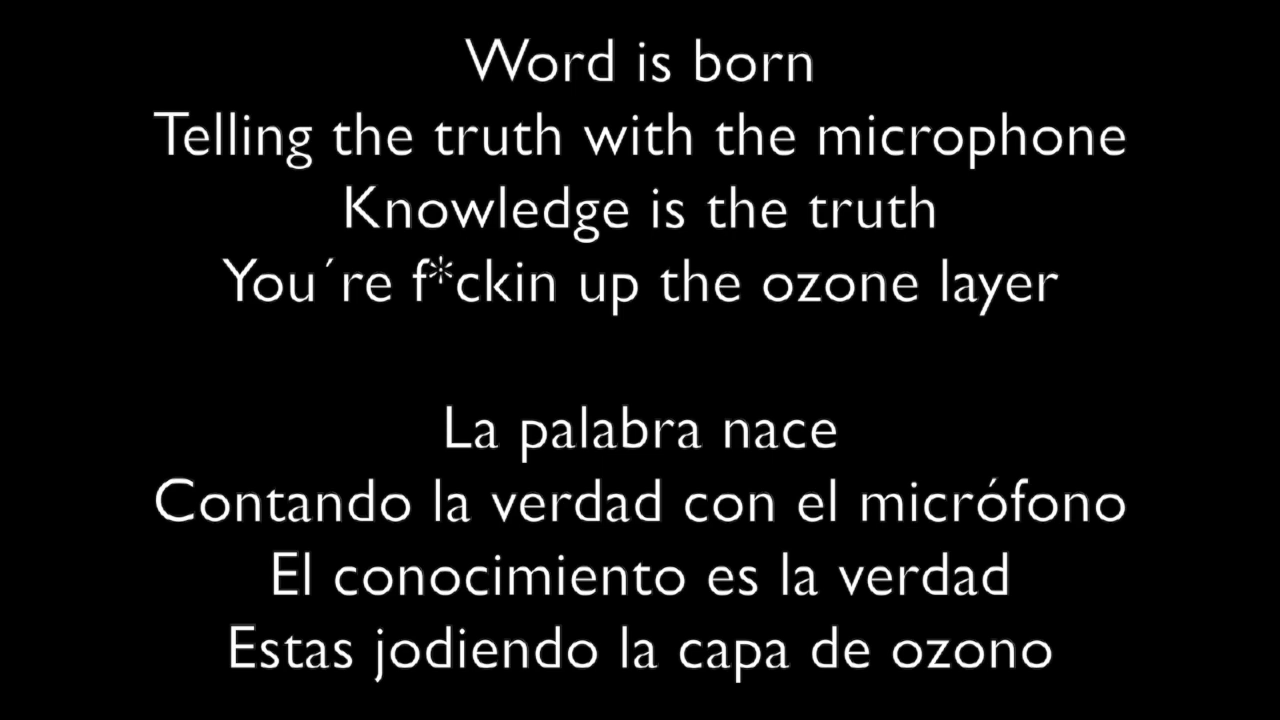 Word is born
Telling the truth with the microphone
Knowledge is the truth
You´re f*ckin up the ozone layer
La palabra nace
Contando la verdad con el micrófono
El conocimiento es la verdad
Estas jodiendo la capa de ozono